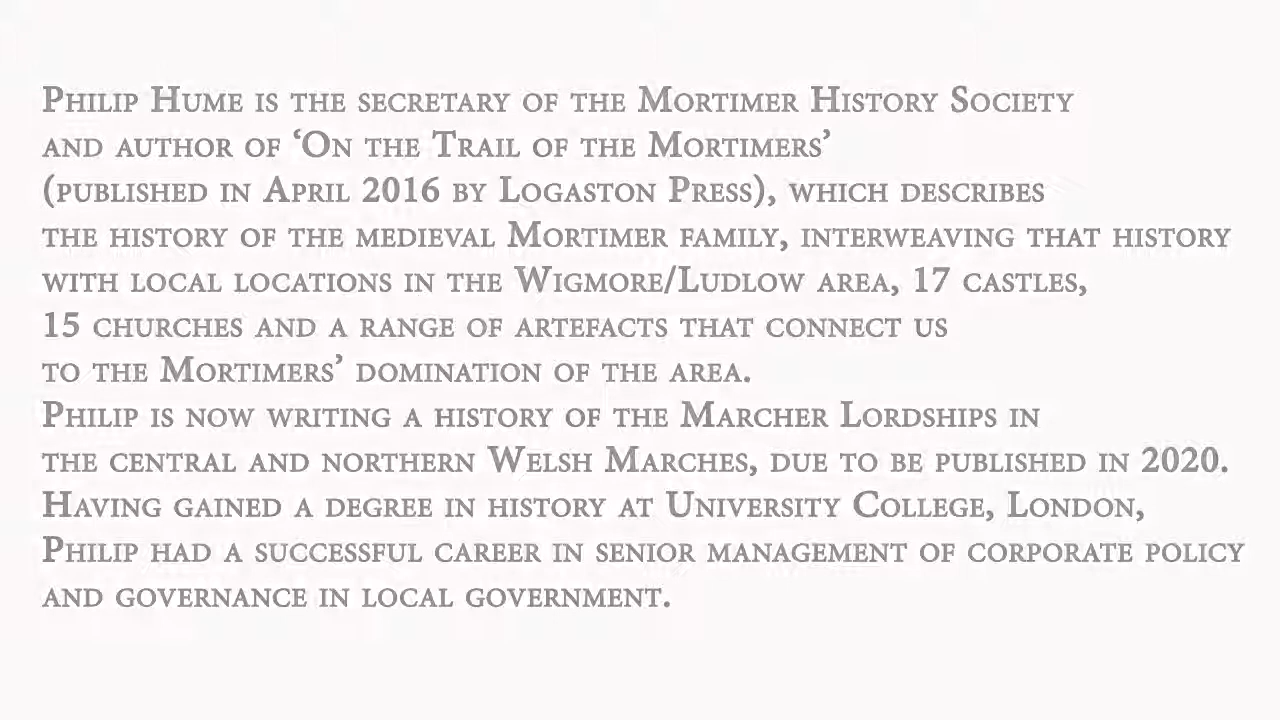 Philip Hume is the secretary of the Mortimer History Society
and author of ‘On the Trail of the Mortimers’
(published in April 2016 by Logaston Press), which describes
the history of the medieval Mortimer family, interweaving that history
with local locations in the Wigmore/Ludlow area, 17 castles,
15 churches and a range of artefacts that connect us
to the Mortimers’ domination of the area.
Philip is now writing a history of the Marcher Lordships in
the central and northern Welsh Marches, due to be published in 2020.
Having gained a degree in history at University College, London,
Philip had a successful career in senior management of corporate policy
and governance in local government.